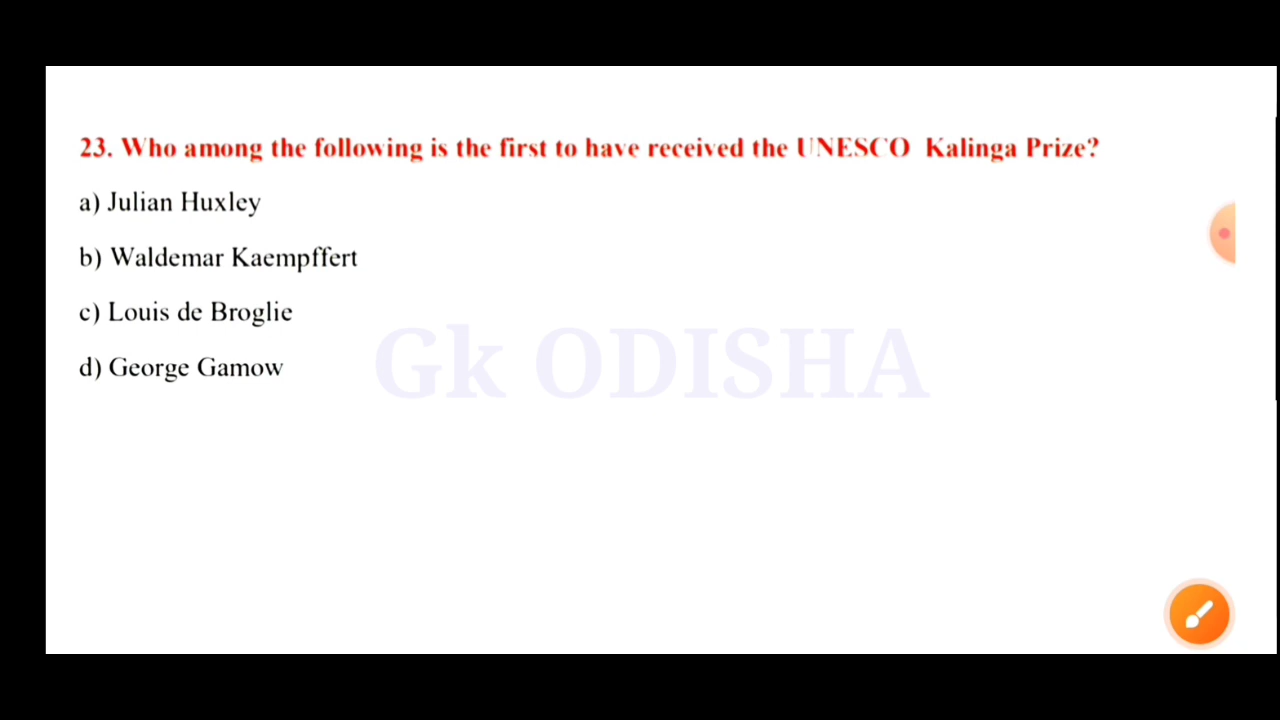 23. Who among the following is the first to have received the UNESCO Kalinga Prize?
a) Julian Huxley
b) Waldemar Kaempffert
c) Louis de Broglie
d) George Gamow
Gk ODISHA